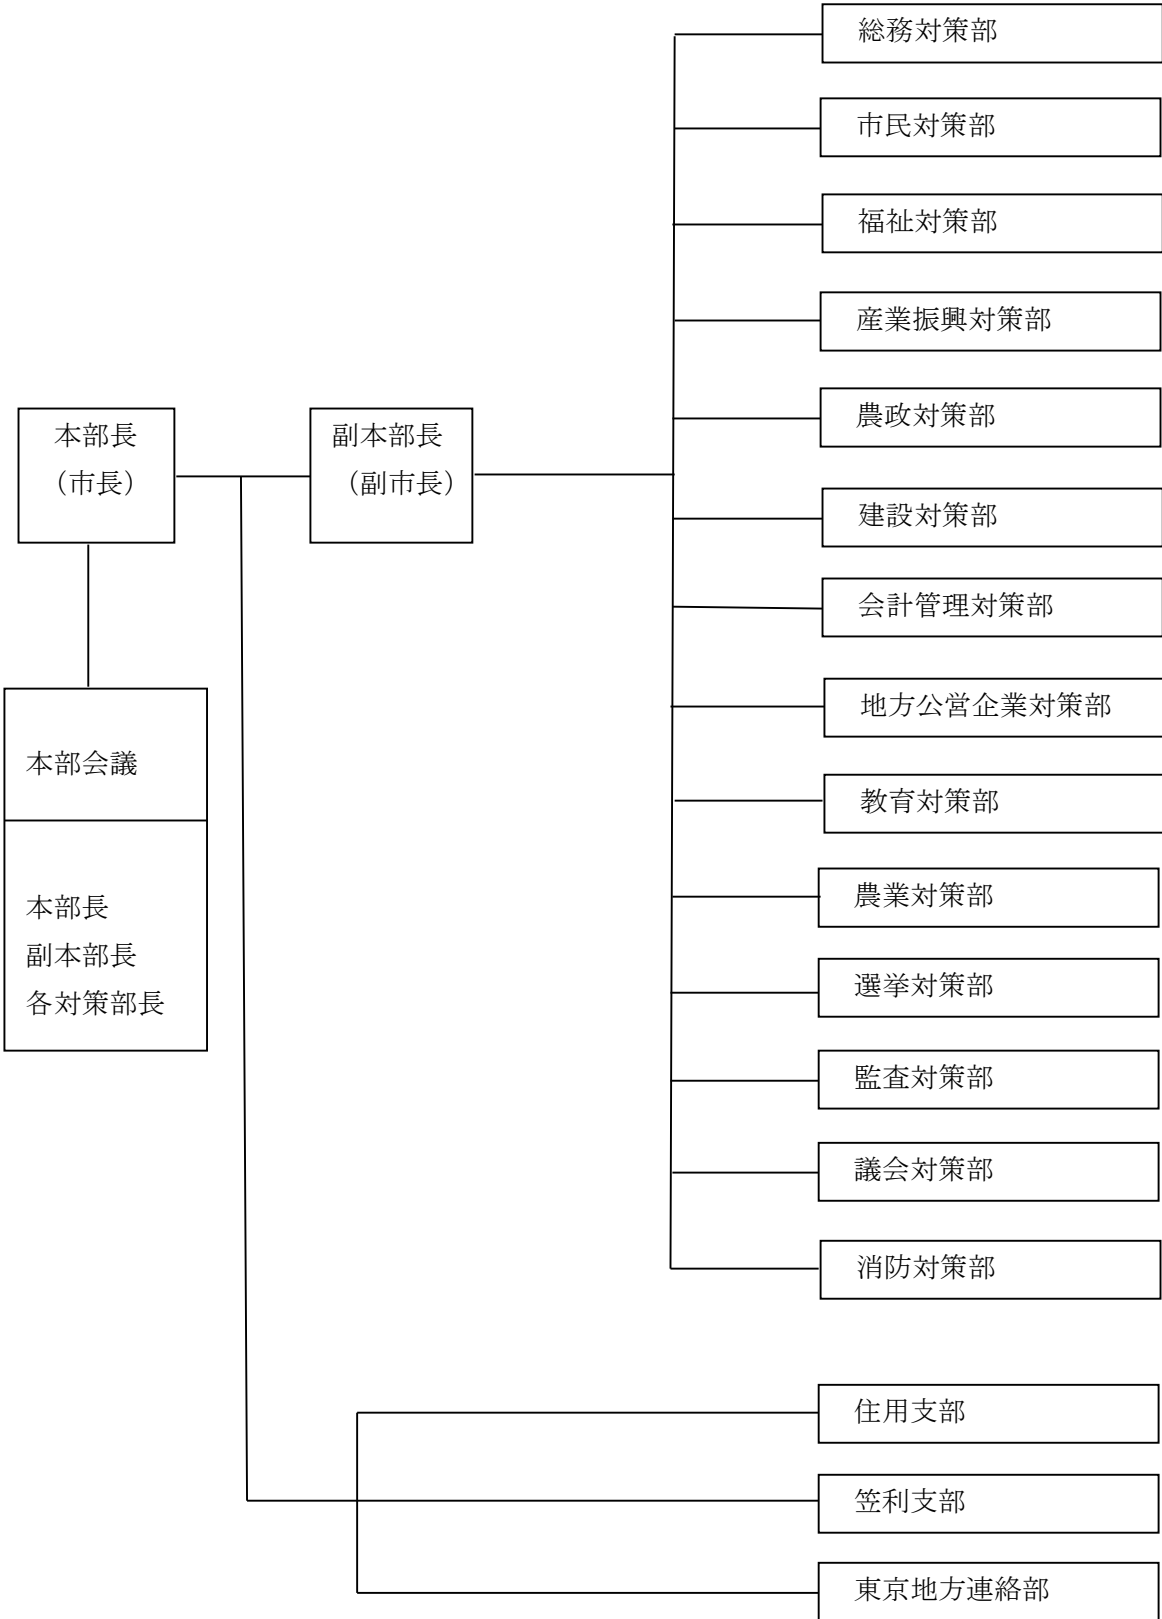 総務対策部
市民対策部
福祉対策部
産業振興対策部
農政対策部
本部長
（市長）
副本部長
（副市長）
建設対策部
会計管理対策部
地方公営企業対策部
本部会議
教育対策部
本部長
副本部長
各対策部長
農業対策部
選挙対策部
監査対策部
議会対策部
消防対策部
住用支部
笠利支部
東京地方連絡部